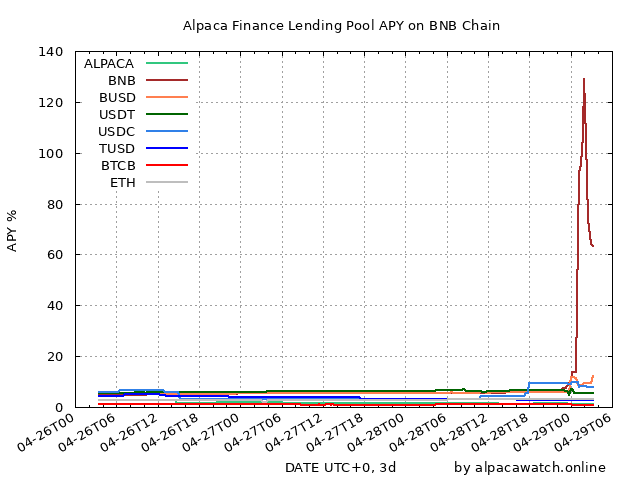 Alpaca Finance Lending Pool APY on BNB Chain
140
120
100
80
60
40
20
0
APY %
ALPACA
BNB
BUSD
USDT
USDC
TUSD
BTCB
ETH
04-26T00
04-26T06
04-26T12
04-26T18
04-27T00
04-27T06
04-27T12
04-27T18
04-28T00
04-28T06
04-28T12
04-28T18
04-29T00
04-29T06
DATE UTC+0, 3d
by alpacawatch.online